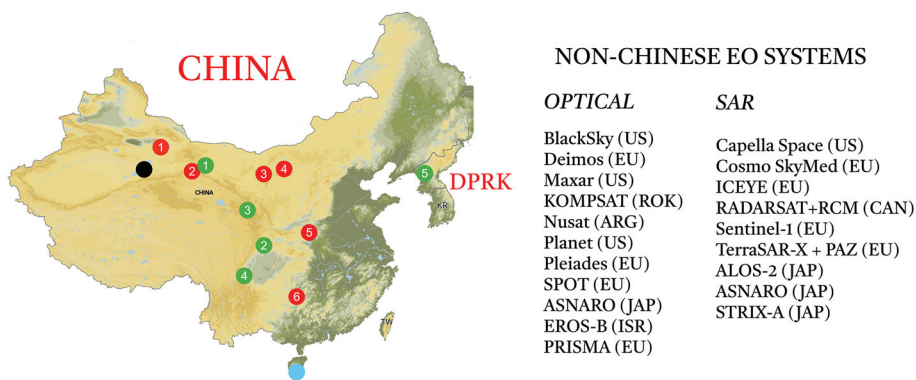 CHINA
1
2
1
3
4
CHINA
5
DPRK
3
KR
5
2
4
6
TW
NON-CHINESE EO SYSTEMS
OPTICAL
BlackSky (US)
Deimos (EU)
Maxar (US)
KOMPSAT (ROK)
Nusat (ARG)
Planet (US)
Pleiades (EU)
SPOT (EU)
ASNARO (JAP)
EROS-B (ISR)
PRISMA (EU)
SAR
Capella Space (US)
Cosmo SkyMed (EU)
ICEYE (EU)
RADARSAT+RCM (CAN)
Sentinel-1 (EU)
TerraSAR-X + PAZ (EU)
ALOS-2 (JAP)
ASNARO (JAP)
STRIX-A (JAP)